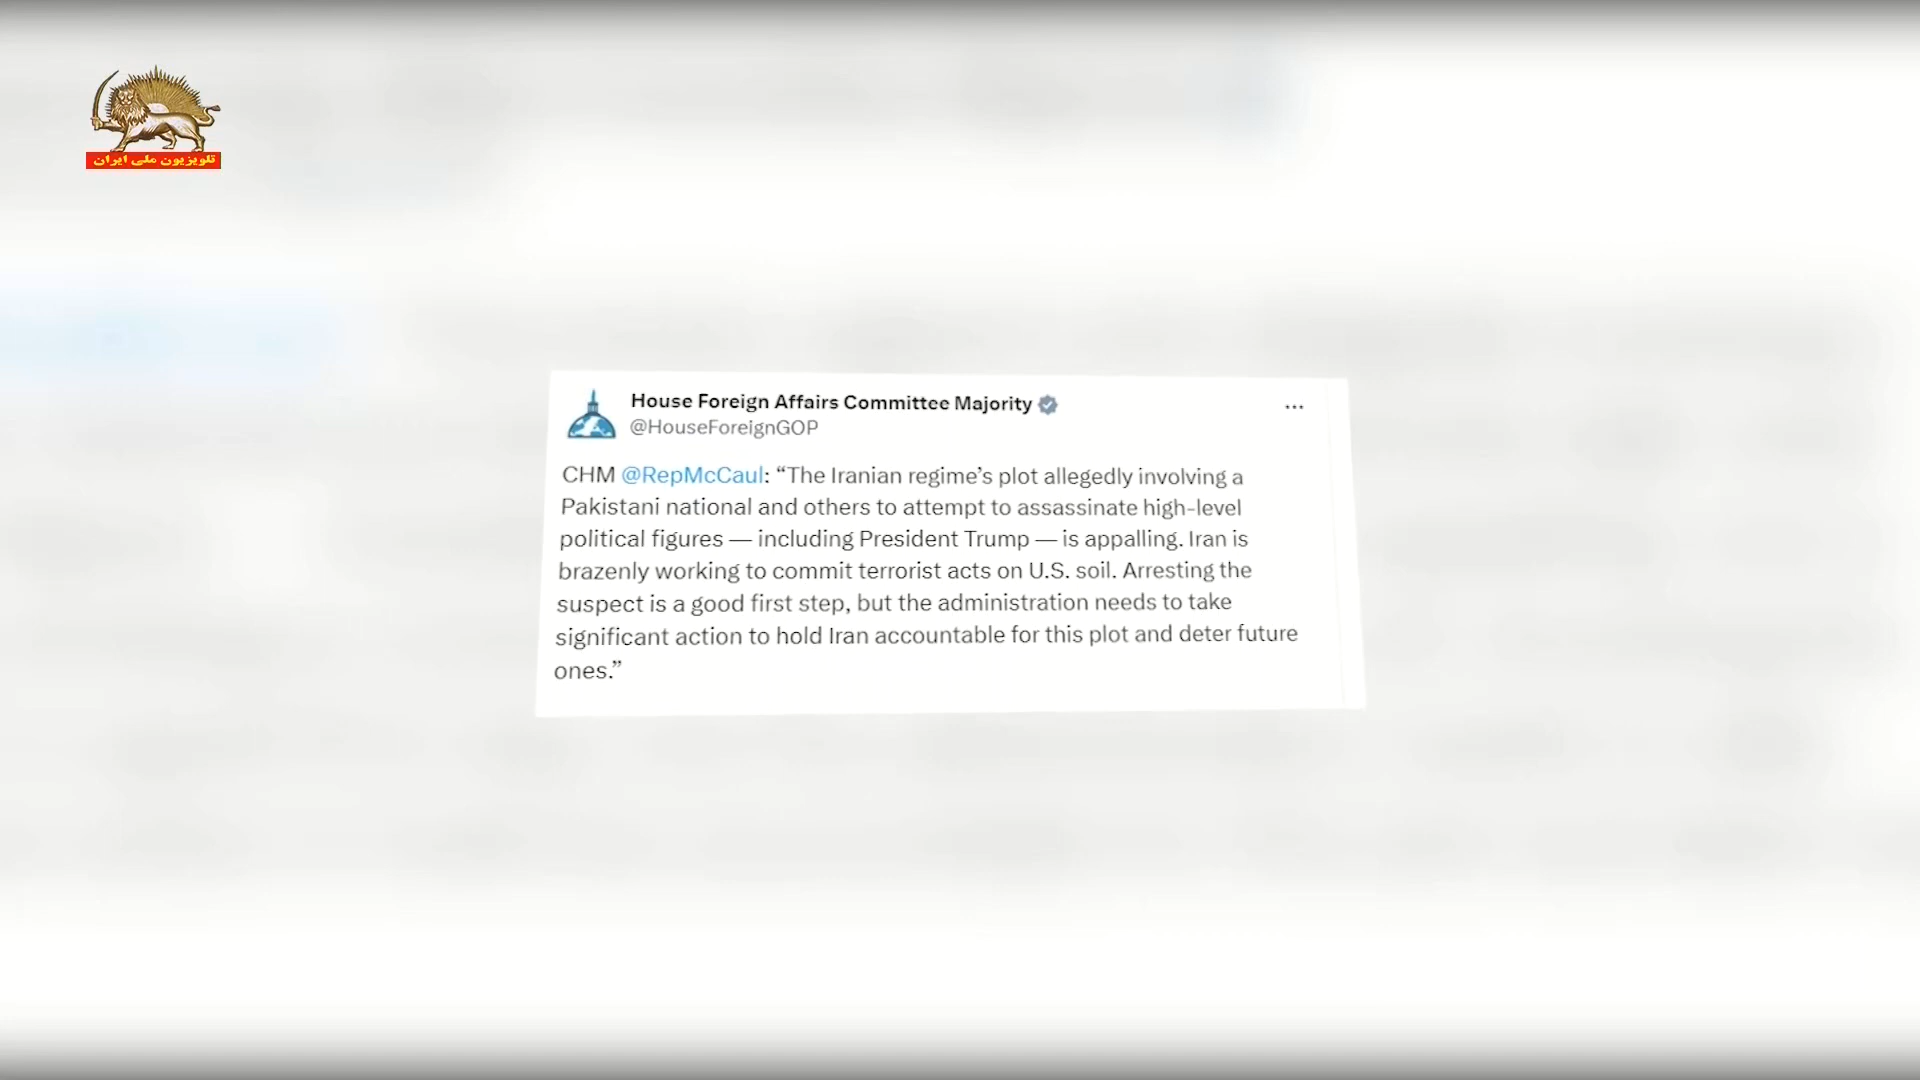 تلویزیون ملی ایران
House Foreign Affairs Committee Majority
@HouseForeignGOP
CHM @RepMcCaul: “The Iranian regime’s plot allegedly involving a
Pakistani national and others to attempt to assassinate high-level
political figures — including President Trump — is appalling. Iran is
brazenly working to commit terrorist acts on U.S. soil. Arresting the
suspect is a good first step, but the administration needs to take
significant action to hold Iran accountable for this plot and deter future
ones.”